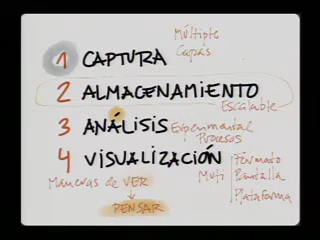 Múltiple
Capas
1 CAPTURA
2 ALMACENAMIENTO
Escalable
3 ANÁLISIS Experimental
Procesos
4 VISUALIZACIÓN
Multi Formato
Pantalla
Plataforma
Maneras de VER
PENSAR